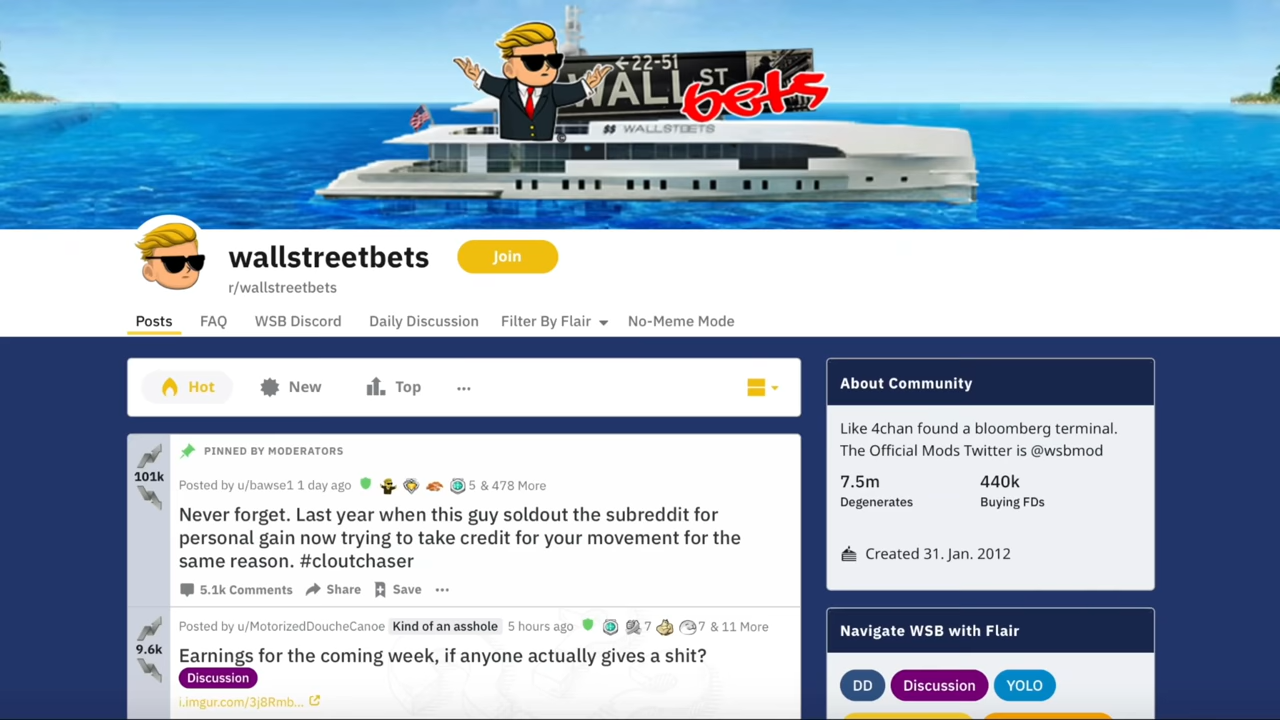 ←22-51
WALL ST
bets
$$ WALLSTBETS
wallstreetbets
Join
r/wallstreetbets
Posts
FAQ
WSB Discord
Daily Discussion
Filter By Flair
No-Meme Mode
Hot
New
Top
...
About Community
Like 4chan found a bloomberg terminal.
The Official Mods Twitter is @wsbmod
7.5m
440k
Degenerates
Buying FDs
Created 31. Jan. 2012
PINNED BY MODERATORS
101k
Posted by u/bawse1 1 day ago
5 & 478 More
Never forget. Last year when this guy soldout the subreddit for
personal gain now trying to take credit for your movement for the
same reason. #cloutchaser
5.1k Comments
Share
Save
...
Posted by u/MotorizedDoucheCanoe Kind of an asshole 5 hours ago
7
7 & 11 More
9.6k
Earnings for the coming week, if anyone actually gives a shit?
Discussion
i.imgur.com/3j8Rmb...
Navigate WSB with Flair
DD
Discussion
YOLO